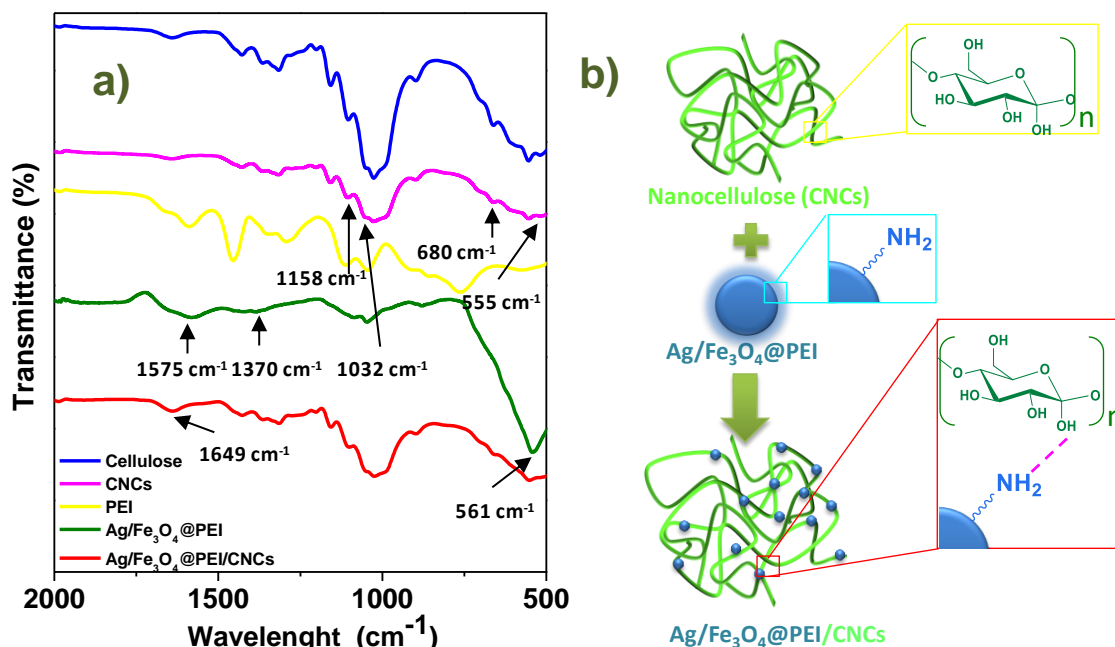 a)
Transmittance (%)
1158 cm-1
680 cm-1
555 cm-1
1575 cm-1
1370 cm-1
1032 cm-1
1649 cm-1
561 cm-1
Cellulose
CNCs
PEI
Ag/Fe3O4@PEI
Ag/Fe3O4@PEI/CNCs
2000 1500 1000 500
Wavelenght (cm-1)
b)
OH
O
O
HO
OH
OH
O
n
Nanocellulose (CNCs)
NH2
Ag/Fe3O4@PEI
OH
O
O
HO
OH
OH
O
n
NH2
Ag/Fe3O4@PEI/CNCs